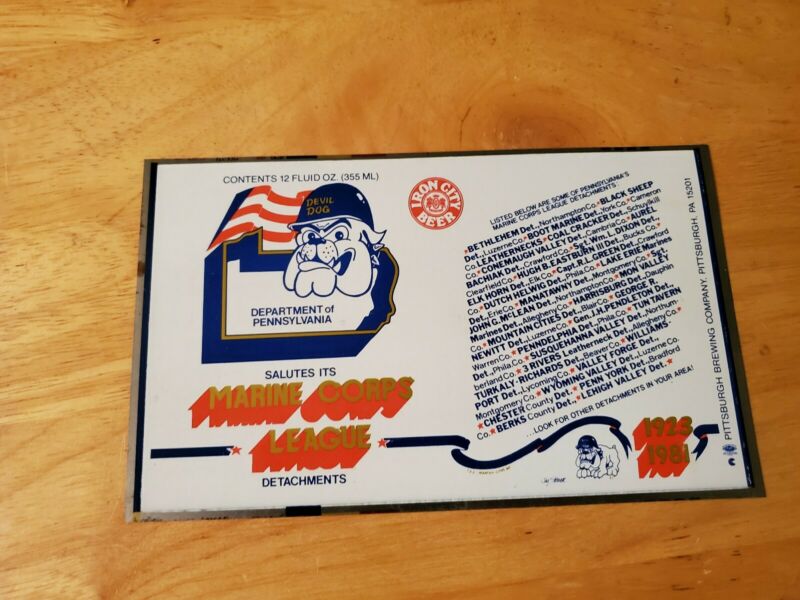 CONTENTS 12 FLUID OZ. (355 ML)
DEVIL
DOG
DEPARTMENT of
PENNSYLVANIA
SALUTES ITS
MARINE CORPS
LEAGUE
DETACHMENTS
IRON CITY
BEER
LISTED BELOW ARE SOME OF PENNSYLVANIA'S
MARINE CORPS LEAGUE DETACHMENTS
★BETHLEHEM Det., Northampton Co.★BLACK SHEEP
Det., Luzerne Co.★BOOT MARINE Det., York Co.★Cameron
Co.★LEATHERNECKS★COAL CRACKER Det., Schuylkill
Co.★CONEMAUGH VALLEY Det., Cambria Co.★AUREL
BACHIAK Det., Crawford Co.★Sgt. Wm. L. DIXON Det.,
Clearfield Co.★HUGH B. EASTBURN III Det., Bucks Co.★
ELK HORN Det., Elk Co.★Capt. R. L. GREEN Det., Crawford
Co.★DUTCH HELWIG Det., Phila. Co.★LAKE ERIE Marines
Det., Erie Co.★MANATAWNY Det., Montgomery Co.★Sgt.
JOHN G. McLEAN Det., Northampton Co.★MON VALLEY
Marines Det., Allegheny Co.★HARRISBURG Det., Dauphin
Co.★MOUNTAIN CITIES Det., Blair Co.★GEORGE R.
NEWITT Det., Luzerne Co.★Gen. J.H. PENDLETON Det.,
Warren Co.★PENNDELPHIA Det., Phila. Co.★TUN TAVERN
Det., Phila. Co.★SUSQUEHANNA VALLEY Det., Northum-
berland Co.★3 RIVERS Leatherneck Det., Allegheny Co.★
TURKALY-RICHARDS Det., Beaver Co.★WILLIAMS-
PORT Det., Lycoming Co.★VALLEY FORGE Det.,
Montgomery Co.★WYOMING VALLEY Det., Luzerne Co.
★CHESTER County Det.★PENN YORK Det., Bradford
Co.★BERKS County Det.★LEHIGH VALLEY Det.★
...LOOK FOR OTHER DETACHMENTS IN YOUR AREA!
1923
1981
PITTSBURGH BREWING COMPANY, PITTSBURGH, PA 15201